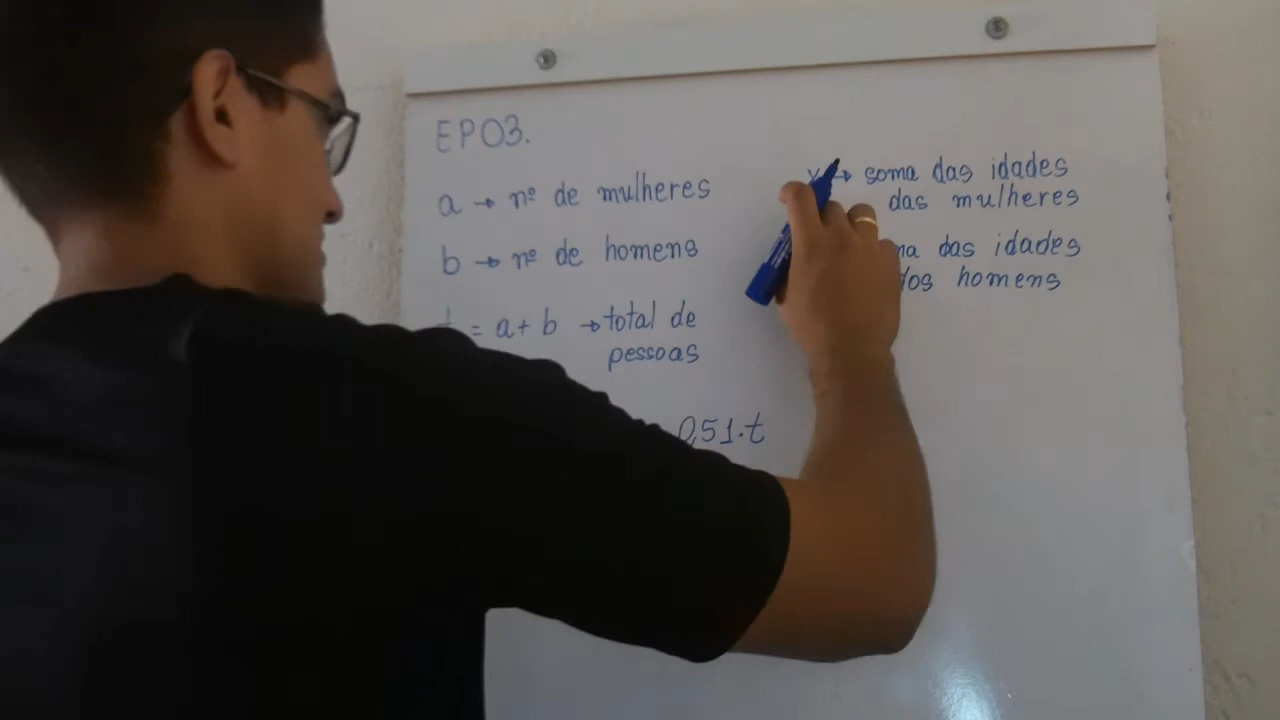 EP03.
a → nº de mulheres
b → nº de homens
= a + b → total de
pessoas
0,51.t
→ soma das idades
das mulheres
das idades
dos homens